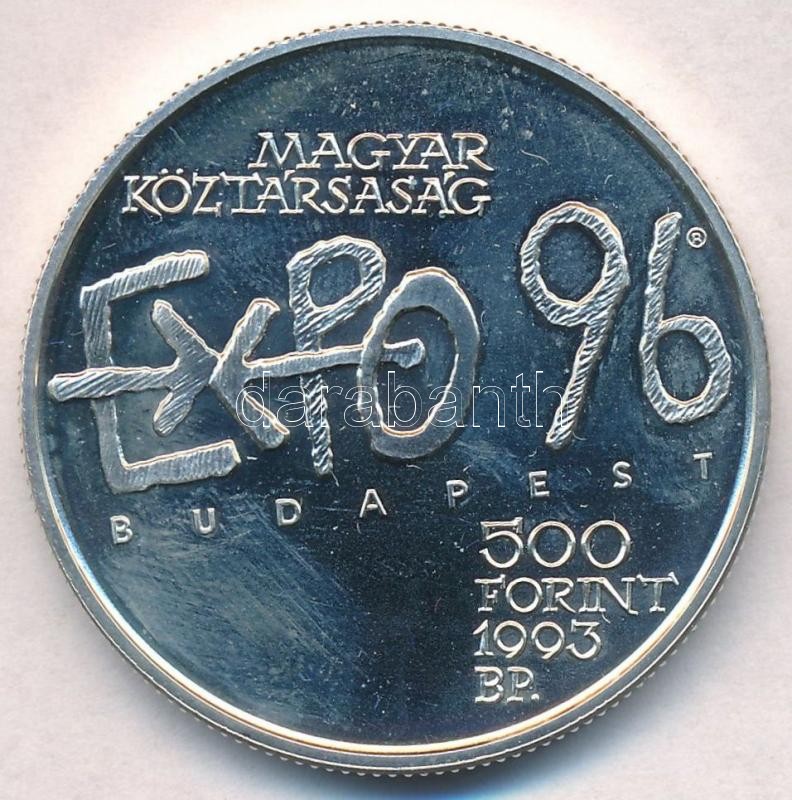 MAGYAR
KÖZTÁRSASÁG
EXPO 96®
BUDAPEST
500
FORINT
1993
BP.
darabanth